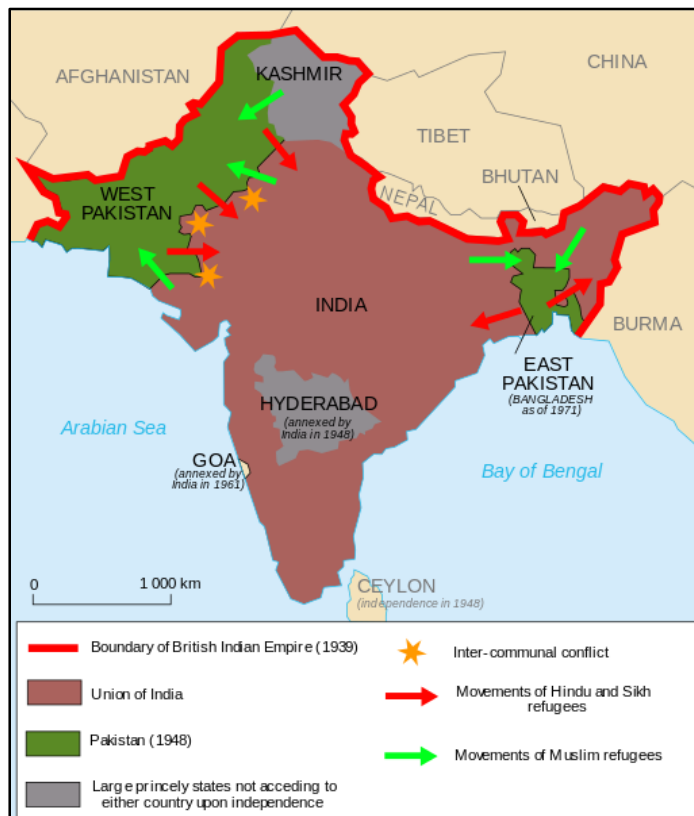 AFGHANISTAN
KASHMIR
CHINA
TIBET
WEST
PAKISTAN
NEPAL
BHUTAN
INDIA
BURMA
EAST
PAKISTAN
(BANGLADESH
as of 1971)
HYDERABAD
(annexed by
India in 1948)
Arabian Sea
GOA
(annexed by
India in 1961)
Bay of Bengal
0 1 000 km
CEYLON
(independence in 1948)
Boundary of British Indian Empire (1939)
Inter-communal conflict
Union of India
Movements of Hindu and Sikh
refugees
Pakistan (1948)
Movements of Muslim refugees
Large princely states not acceding to
either country upon independence